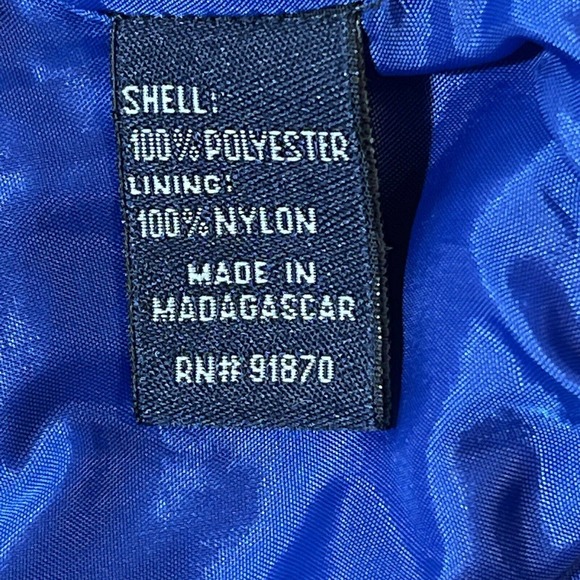 SHELL:
100% POLYESTER
LINING:
100% NYLON
MADE IN
MADAGASCAR
RN# 91870